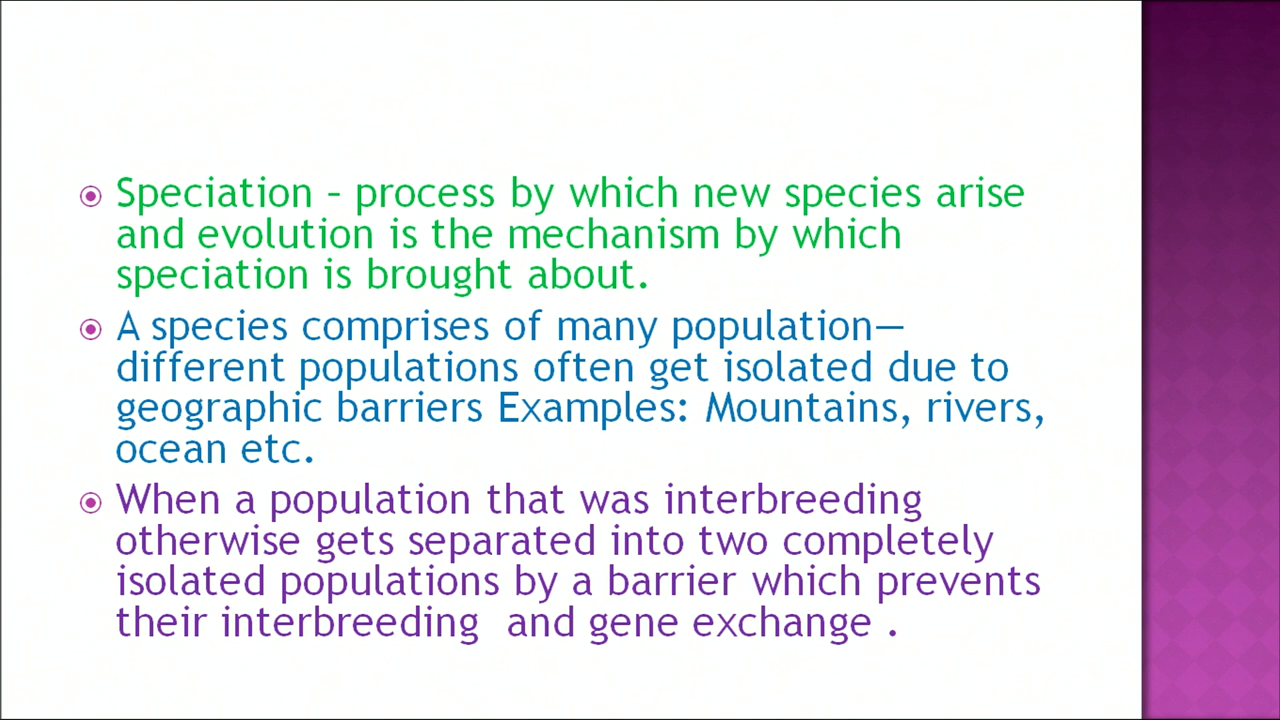 Speciation – process by which new species arise
and evolution is the mechanism by which
speciation is brought about.
A species comprises of many population—
different populations often get isolated due to
geographic barriers Examples: Mountains, rivers,
ocean etc.
When a population that was interbreeding
otherwise gets separated into two completely
isolated populations by a barrier which prevents
their interbreeding  and gene exchange .